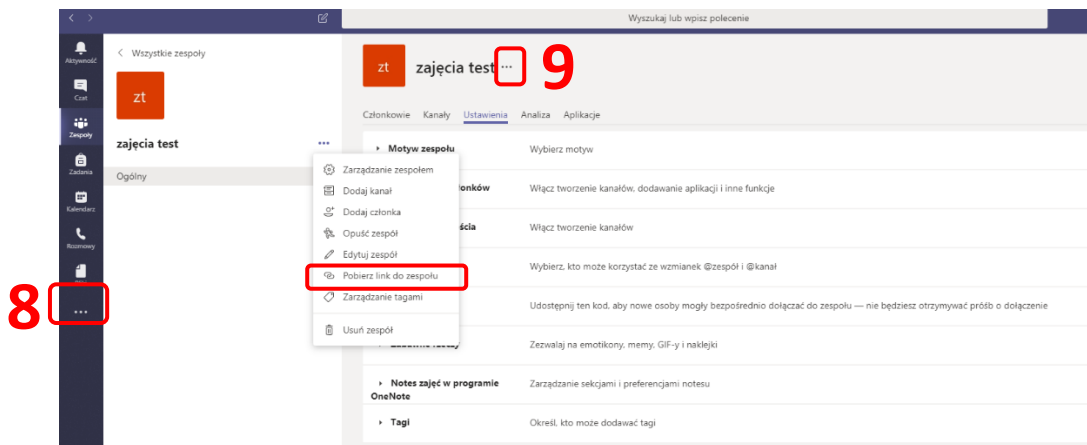 Wyszukaj lub wpisz polecenie
Aktywność
Czat
Zespoły
Zadania
Kalendarz
Rozmowy
8
Wszystkie zespoły
zt
zajęcia test
Ogólny
Zarządzanie zespołem
Dodaj kanał
Dodaj członka
Opuść zespół
Edytuj zespół
Pobierz link do zespołu
Zarządzanie tagami
Usuń zespół
zt zajęcia test ... 9
Członkowie Kanały Ustawienia Analiza Aplikacje
Motyw zespołu Wybierz motyw
onków Włącz tworzenie kanałów, dodawanie aplikacji i inne funkcje
ścia Włącz tworzenie kanałów
Wybierz, kto może korzystać ze wzmianek @zespół i @kanał
Udostępnij ten kod, aby nowe osoby mogły bezpośrednio dołączać do zespołu — nie będziesz otrzymywać próśb o dołączenie
Zezwalaj na emotikony, memy, GIF-y i naklejki
Notes zajęć w programie Zarządzanie sekcjami i preferencjami notesu
OneNote
Tagi Określ, kto może dodawać tagi